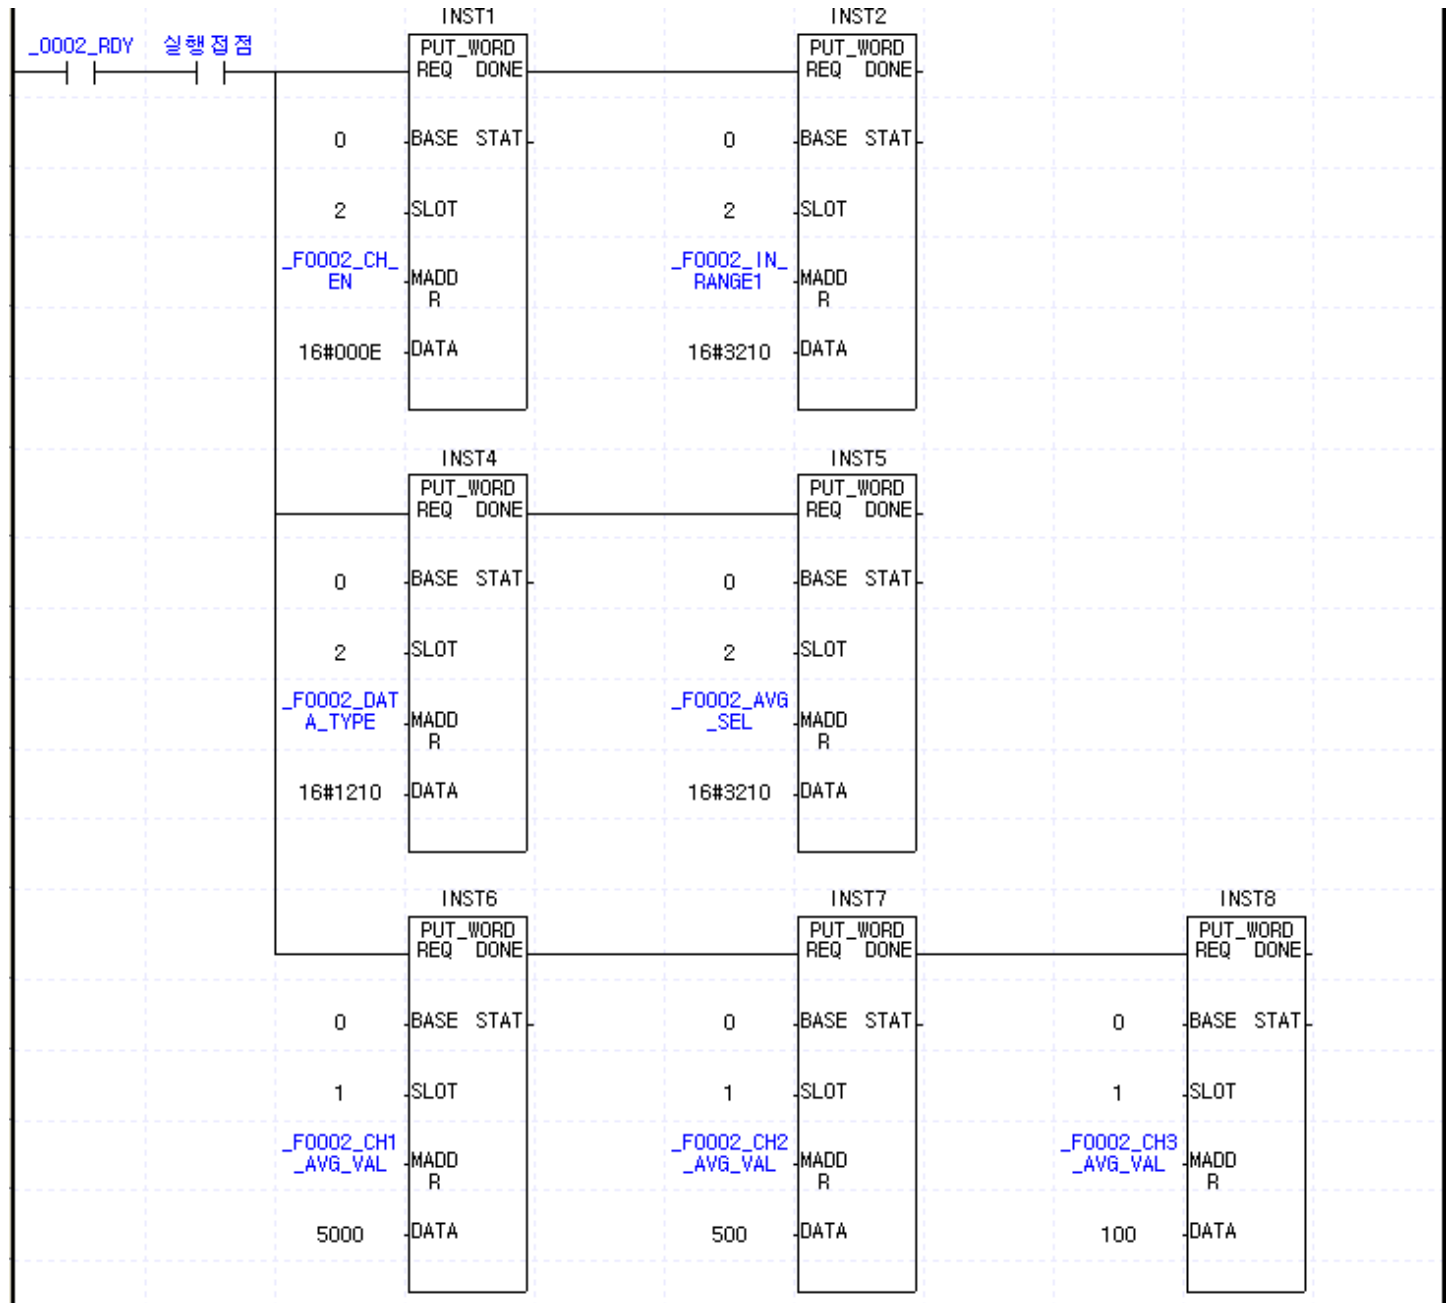 INST1 INST2
_0002_RDY 실행접점
PUT_WORD PUT_WORD
REQ DONE REQ DONE
0 BASE STAT 0 BASE STAT
2 SLOT 2 SLOT
_F0002_CH_ _F0002_IN_
EN MADD RANGE1 MADD
R R
16#000E DATA 16#3210 DATA
INST4 INST5
PUT_WORD PUT_WORD
REQ DONE REQ DONE
0 BASE STAT 0 BASE STAT
2 SLOT 2 SLOT
_F0002_DAT _F0002_AVG
A_TYPE MADD _SEL MADD
R R
16#1210 DATA 16#3210 DATA
INST6 INST7 INST8
PUT_WORD PUT_WORD PUT_WORD
REQ DONE REQ DONE REQ DONE
0 BASE STAT 0 BASE STAT 0 BASE STAT
1 SLOT 1 SLOT 1 SLOT
_F0002_CH1 _F0002_CH2 _F0002_CH3
_AVG_VAL MADD _AVG_VAL MADD _AVG_VAL MADD
R R R
5000 DATA 500 DATA 100 DATA